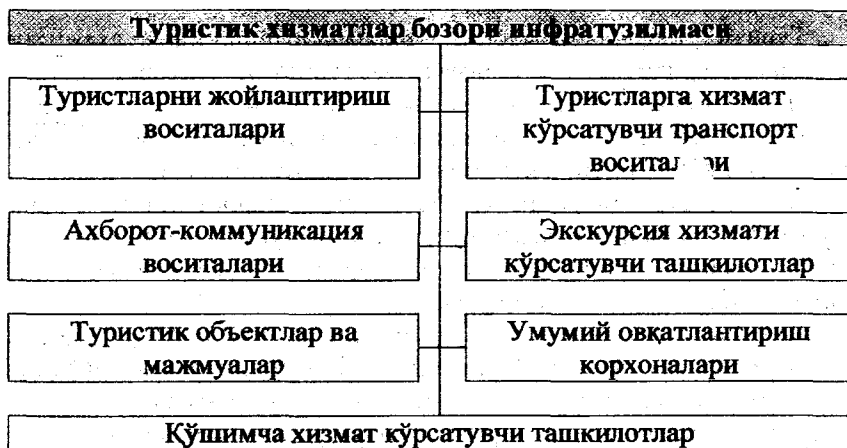 Туристик хизматлар бозори инфратузилмаси
Туристларни жойлаштириш
воситалари
Туристларга хизмат
кўрсатувчи транспорт
воситалари
Ахборот-коммуникация
воситалари
Экскурсия хизмати
кўрсатувчи ташкилотлар
Туристик объектлар ва
мажмуалар
Умумий овқатлантириш
корхоналари
Қўшимча хизмат кўрсатувчи ташкилотлар